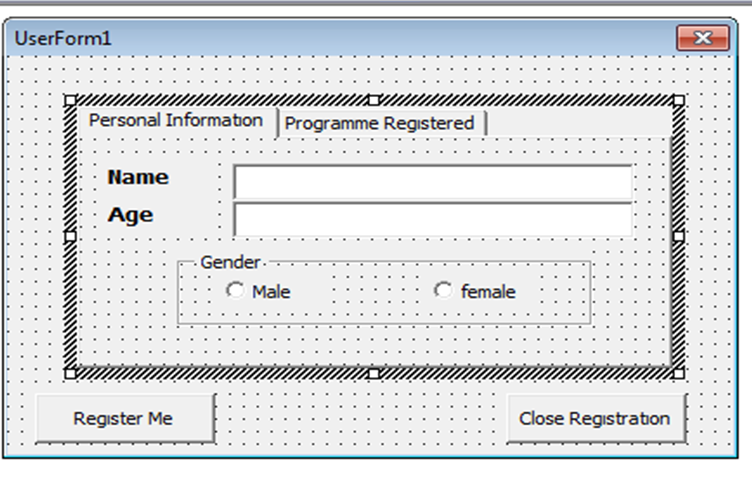 UserForm1
Personal Information
Programme Registered
Name
Age
Gender
Male
female
Register Me
Close Registration